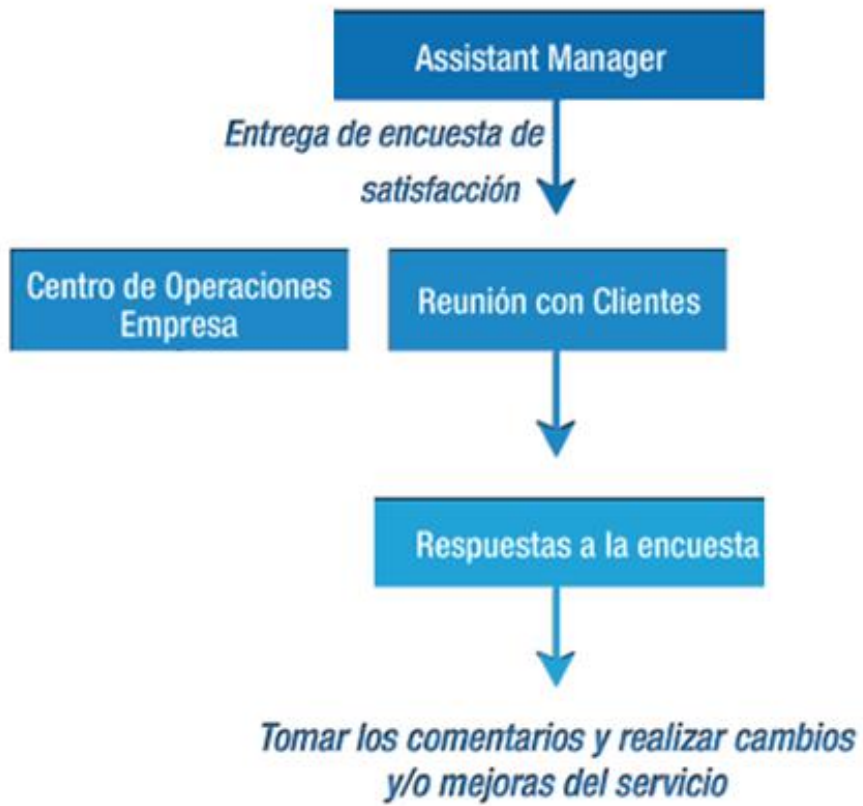 Assistant Manager
Entrega de encuesta de
satisfacción
Centro de Operaciones
Empresa
Reunión con Clientes
Respuestas a la encuesta
Tomar los comentarios y realizar cambios
y/o mejoras del servicio